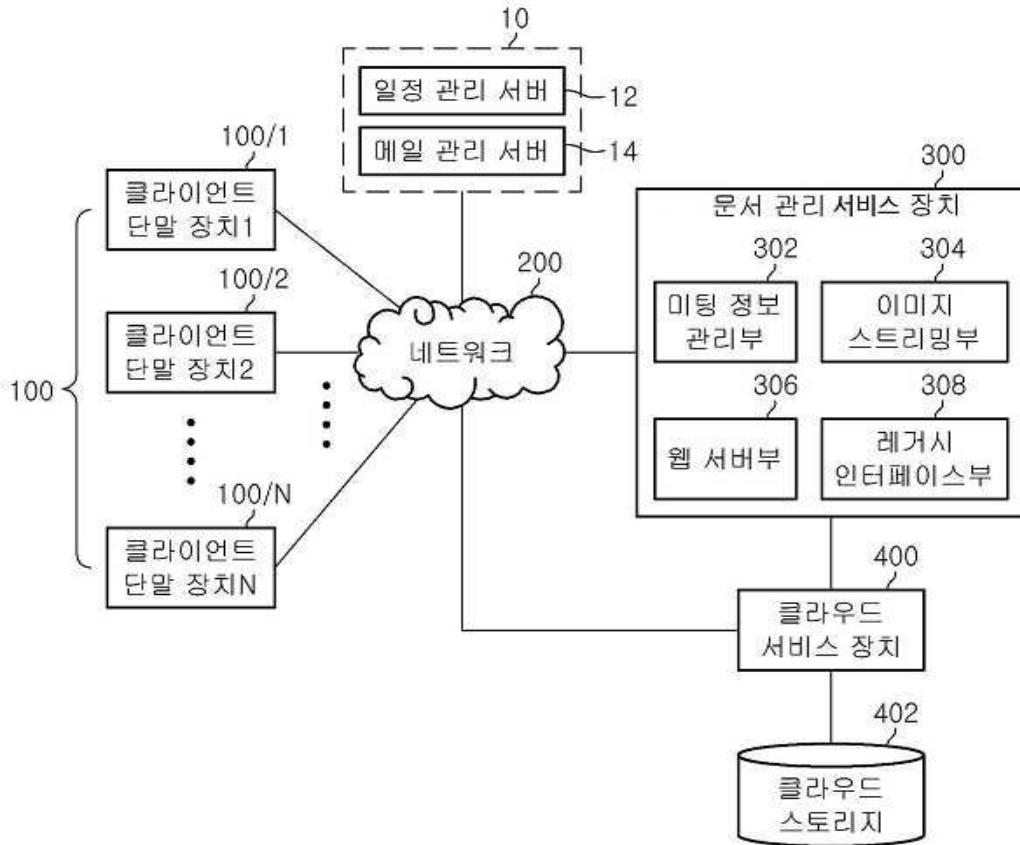 10
일정 관리 서버
12
메일 관리 서버
14
100/1
클라이언트
단말 장치1
100/2
클라이언트
단말 장치2
100
100/N
클라이언트
단말 장치N
200
네트워크
300
문서 관리 서비스 장치
302
미팅 정보
관리부
304
이미지
스트리밍부
306
웹 서버부
308
레거시
인터페이스부
400
클라우드
서비스 장치
402
클라우드
스토리지